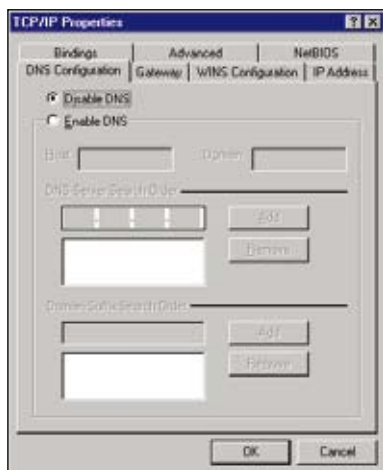 TCP/IP Properties
? X
Bindings Advanced NetBIOS
DNS Configuration Gateway WINS Configuration IP Address
Disable DNS
Enable DNS
Host: Domain:
DNS Server Search Order
Add
Remove
Domain Suffix Search Order
Add
Remove
OK Cancel